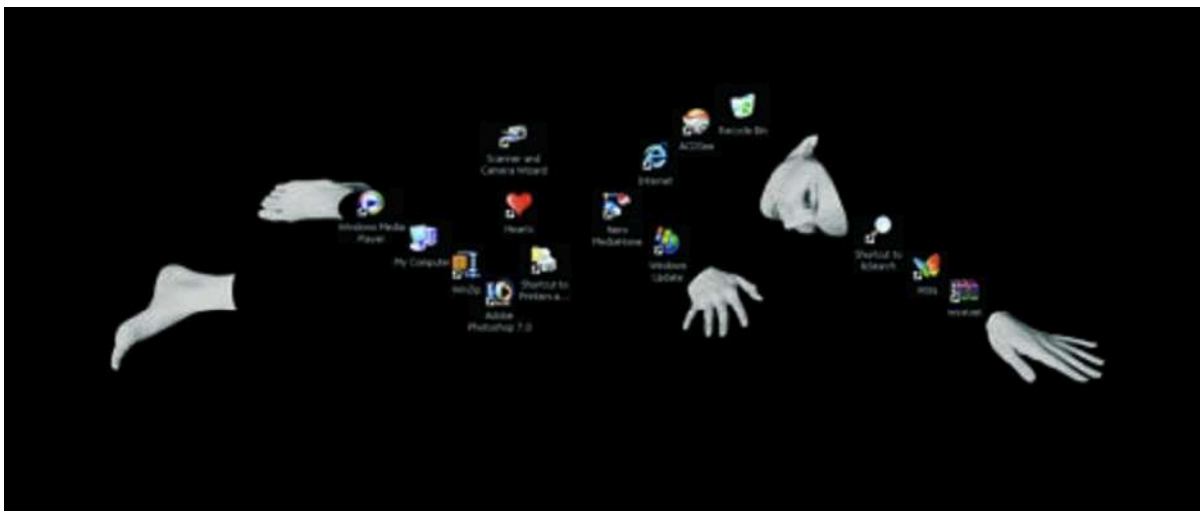 Recycle Bin
ACDSee
Scanner and
Camera Wizard
Internet
Hearts
Nero
MediaHome
Windows Media
Player
My Computer
Windows
Update
Shortcut to
WinZip
Shortcut to
Printers a...
MSN
Adobe
Photoshop 7.0